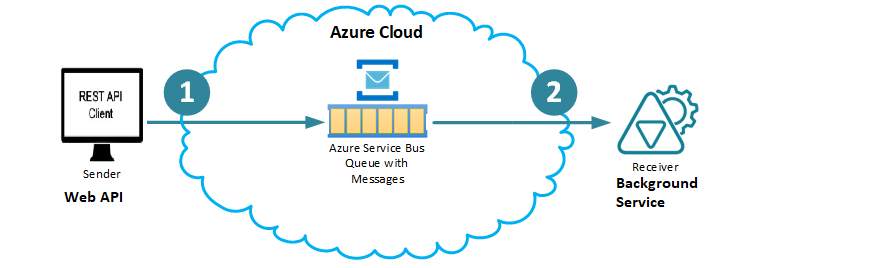 Azure Cloud
1
2
REST API
Client
Azure Service Bus
Queue with
Messages
Sender
Web API
Receiver
Background
Service